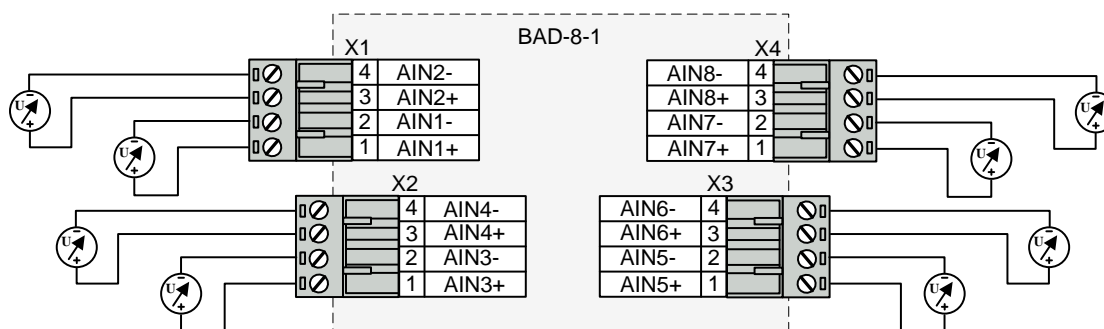 BAD-8-1
X1
4 AIN2-
3 AIN2+
2 AIN1-
1 AIN1+
X4
AIN8- 4
AIN8+ 3
AIN7- 2
AIN7+ 1
X2
4 AIN4-
3 AIN4+
2 AIN3-
1 AIN3+
X3
AIN6- 4
AIN6+ 3
AIN5- 2
AIN5+ 1
U - +
U - +
U - +
U - +
U - +
U - +
U - +
U - +